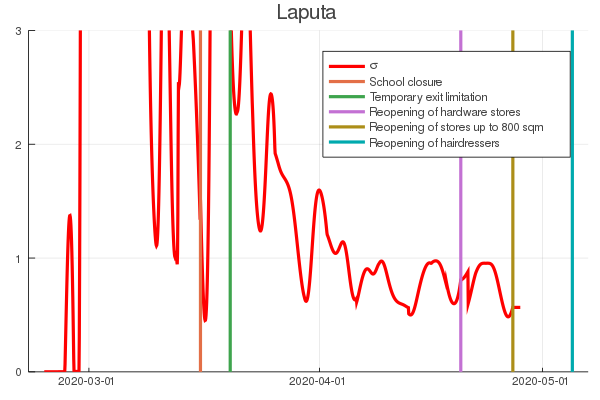 Laputa
3
σ
School closure
Temporary exit limitation
Reopening of hardware stores
Reopening of stores up to 800 sqm
Reopening of hairdressers
2
1
0
2020-03-01 2020-04-01 2020-05-01